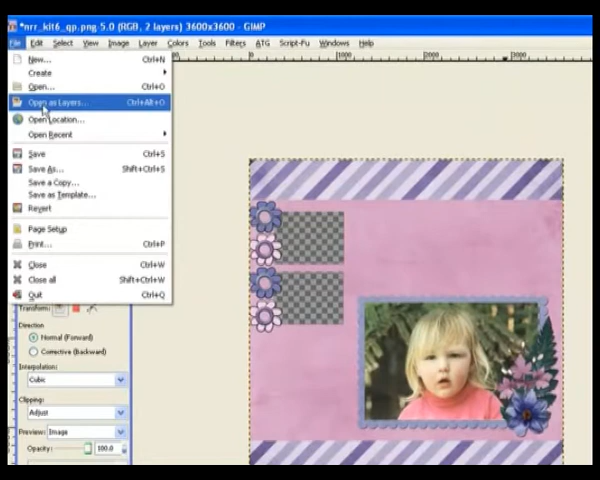 *nrr_kit6_qp.png-5.0 (RGB, 2 layers) 3600x3600 - GIMP
File Edit Select View Image Layer Colors Tools Filters ATG Script-Fu Windows Help
New... Ctrl+N
Create
Open... Ctrl+O
Open as Layers... Ctrl+Alt+O
Open Location...
Open Recent
Save Ctrl+S
Save As... Shift+Ctrl+S
Save a Copy...
Save as Template...
Revert
Page Setup
Print... Ctrl+P
Close Ctrl+W
Close all Shift+Ctrl+W
Quit Ctrl+Q
0 1000 2000 3000
Transform:
Direction
Normal (Forward)
Corrective (Backward)
Interpolation:
Cubic
Clipping:
Adjust
Preview: Image
Opacity: 100.0